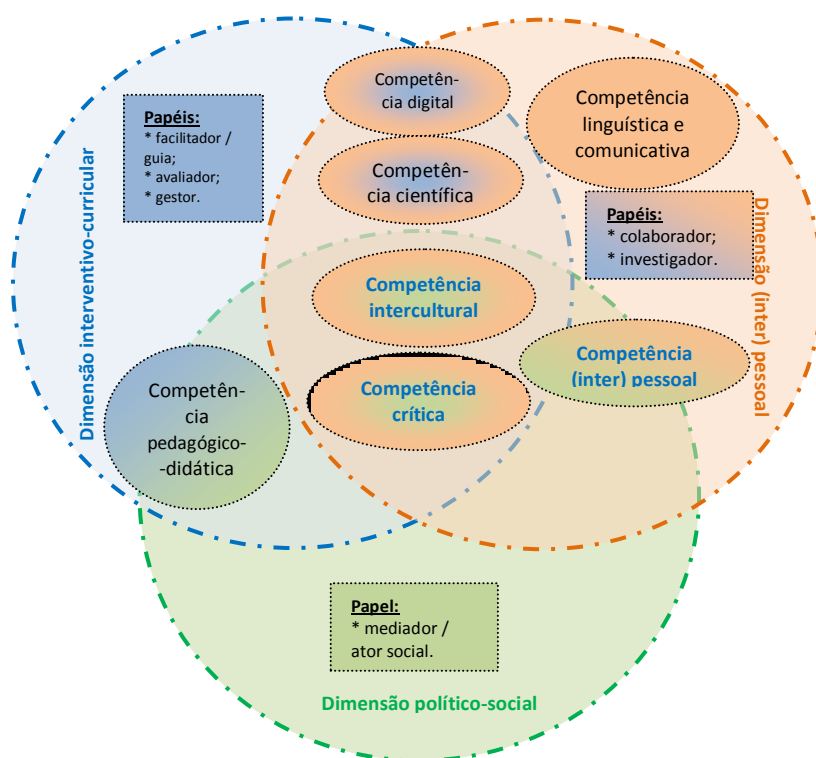 Competên-
cia digital
Competência
linguística e
comunicativa
Papéis:
* facilitador /
guia;
* avaliador;
* gestor.
Competên-
cia científica
Papéis:
* colaborador;
* investigador.
Dimensão interventivo-curricular
Dimensão (inter) pessoal
Competência
intercultural
Competência
(inter) pessoal
Competên-
cia
pedagógico-
-didática
Competência
crítica
Papel:
* mediador /
ator social.
Dimensão político-social